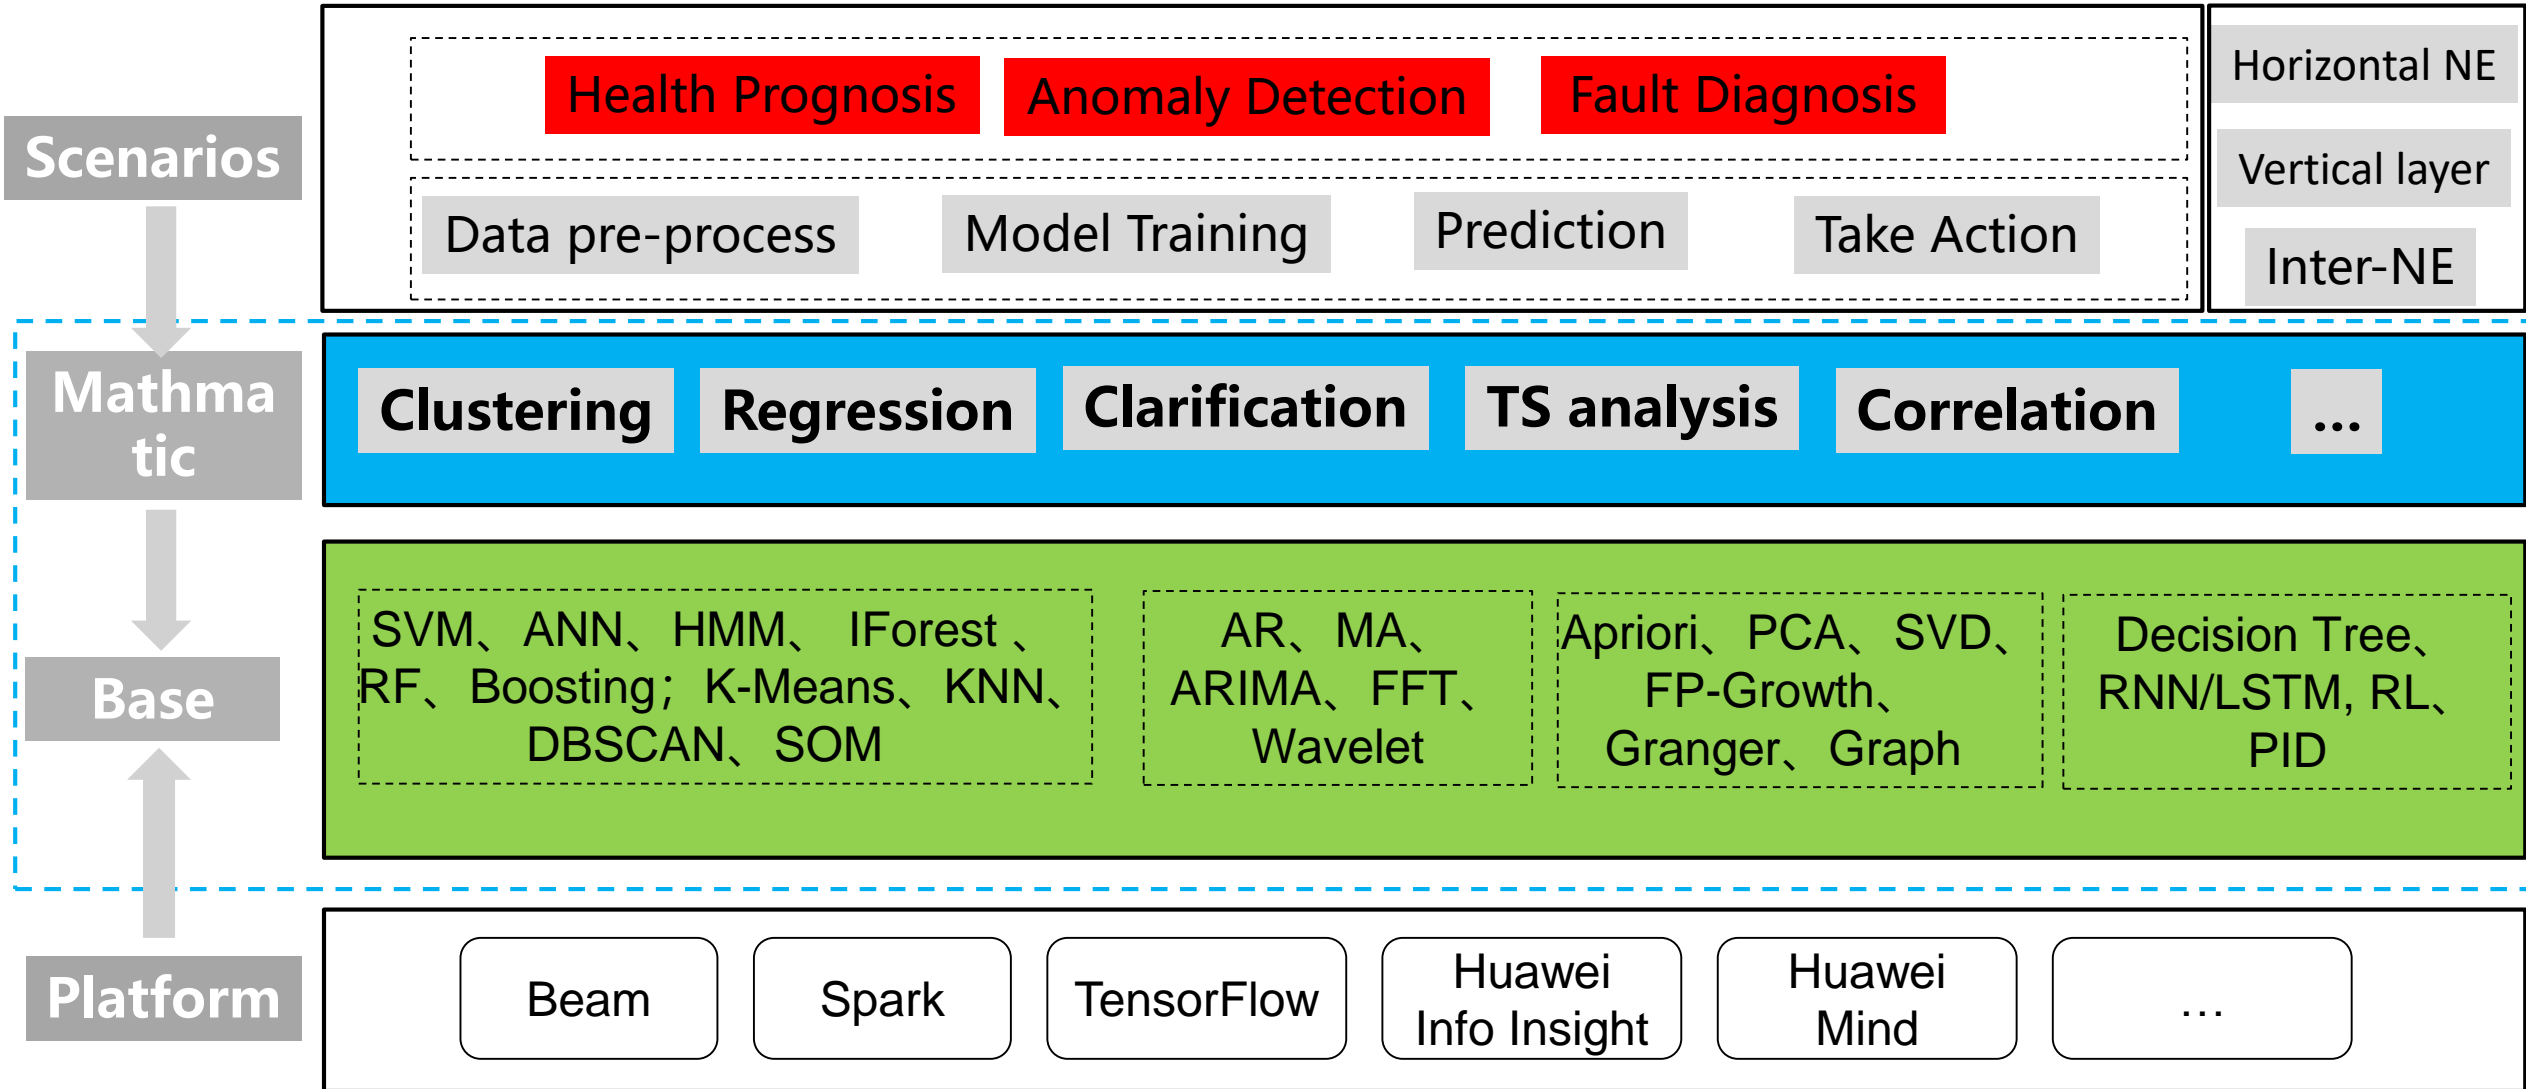 Scenarios
Health Prognosis
Anomaly Detection
Fault Diagnosis
Data pre-process
Model Training
Prediction
Take Action
Horizontal NE
Vertical layer
Inter-NE
Mathma
tic
Clustering
Regression
Clarification
TS analysis
Correlation
...
Base
SVM、ANN、HMM、 IForest 、
RF、Boosting；K-Means、KNN、
DBSCAN、SOM
AR、MA、
ARIMA、FFT、
Wavelet
Apriori、PCA、SVD、
FP-Growth、
Granger、Graph
Decision Tree、
RNN/LSTM, RL、
PID
Platform
Beam
Spark
TensorFlow
Huawei
Info Insight
Huawei
Mind
…